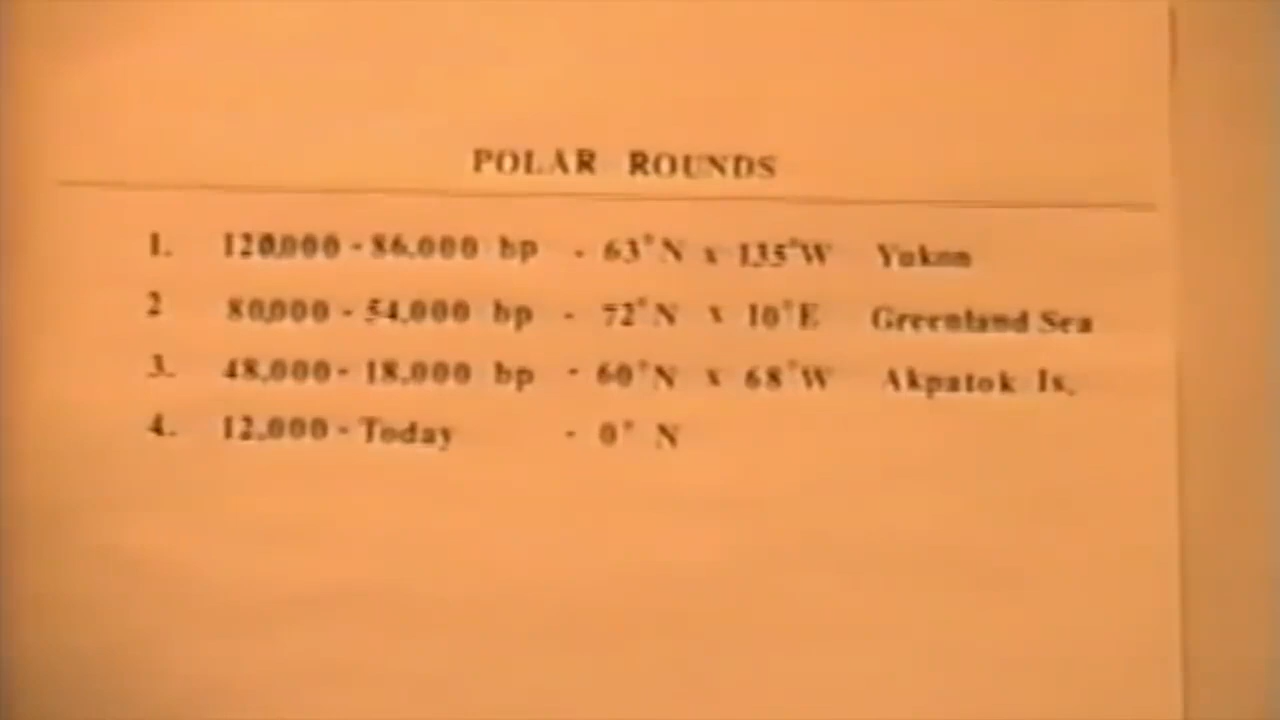 POLAR ROUNDS
1. 120,000 - 86,000 bp - 63°N x 135°W Yukon
2 80,000 - 54,000 bp - 72°N x 10°E Greenland Sea
3. 48,000 - 18,000 bp - 60°N x 68°W Akpatok Is.
4. 12,000 - Today - 0° N